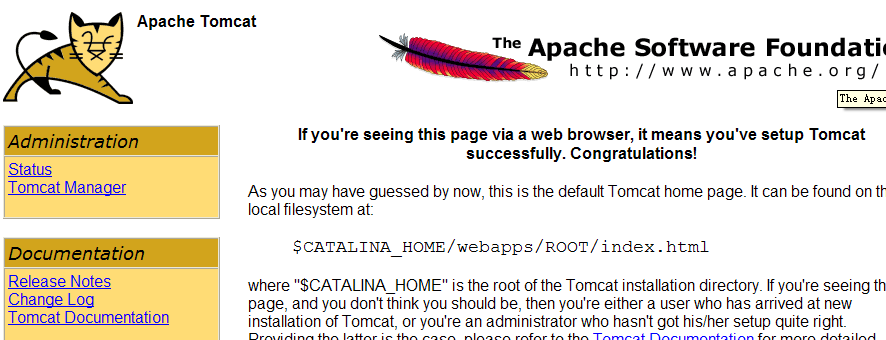 Apache Tomcat
The Apache Software Foundatio
http://www.apache.org/
The Apac
Administration
Status
Tomcat Manager
Documentation
Release Notes
Change Log
Tomcat Documentation
If you're seeing this page via a web browser, it means you've setup Tomcat
successfully. Congratulations!
As you may have guessed by now, this is the default Tomcat home page. It can be found on th
local filesystem at:
$CATALINA_HOME/webapps/ROOT/index.html
where "$CATALINA_HOME" is the root of the Tomcat installation directory. If you're seeing th
page, and you don't think you should be, then you're either a user who has arrived at new
installation of Tomcat, or you're an administrator who hasn't got his/her setup quite right.
Providing the latter is the case, please refer to the Tomcat Documentation for more detailed